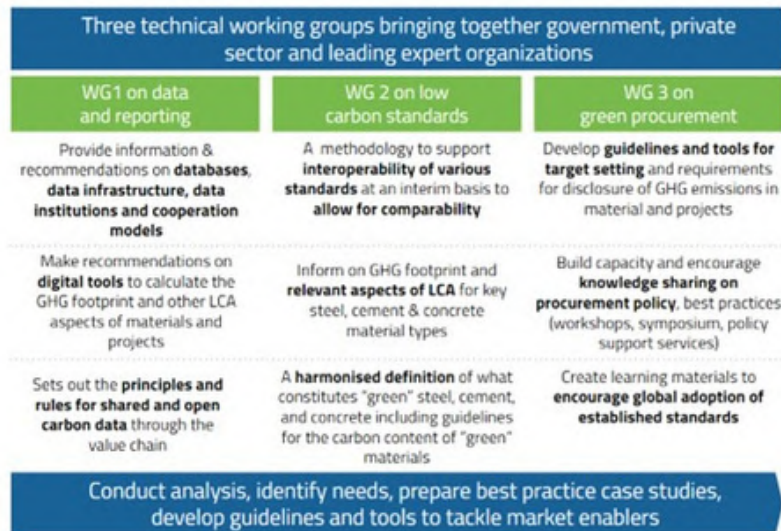 Three technical working groups bringing together government, private
sector and leading expert organizations
WG1 on data
and reporting
Provide information &
recommendations on databases,
data infrastructure, data
institutions and cooperation
models
Make recommendations on
digital tools to calculate the
GHG footprint and other LCA
aspects of materials and
projects
Sets out the principles and
rules for shared and open
carbon data through the
value chain
WG 2 on low
carbon standards
A methodology to support
interoperability of various
standards at an interim basis to
allow for comparability
Inform on GHG footprint and
relevant aspects of LCA for key
steel, cement & concrete
material types
A harmonised definition of what
constitutes "green" steel, cement,
and concrete including guidelines
for the carbon content of "green"
materials
WG 3 on
green procurement
Develop guidelines and tools for
target setting and requirements
for disclosure of GHG emissions in
material and projects
Build capacity and encourage
knowledge sharing on
procurement policy, best practices
(workshops, symposium, policy
support services)
Create learning materials to
encourage global adoption of
established standards
Conduct analysis, identify needs, prepare best practice case studies,
develop guidelines and tools to tackle market enablers